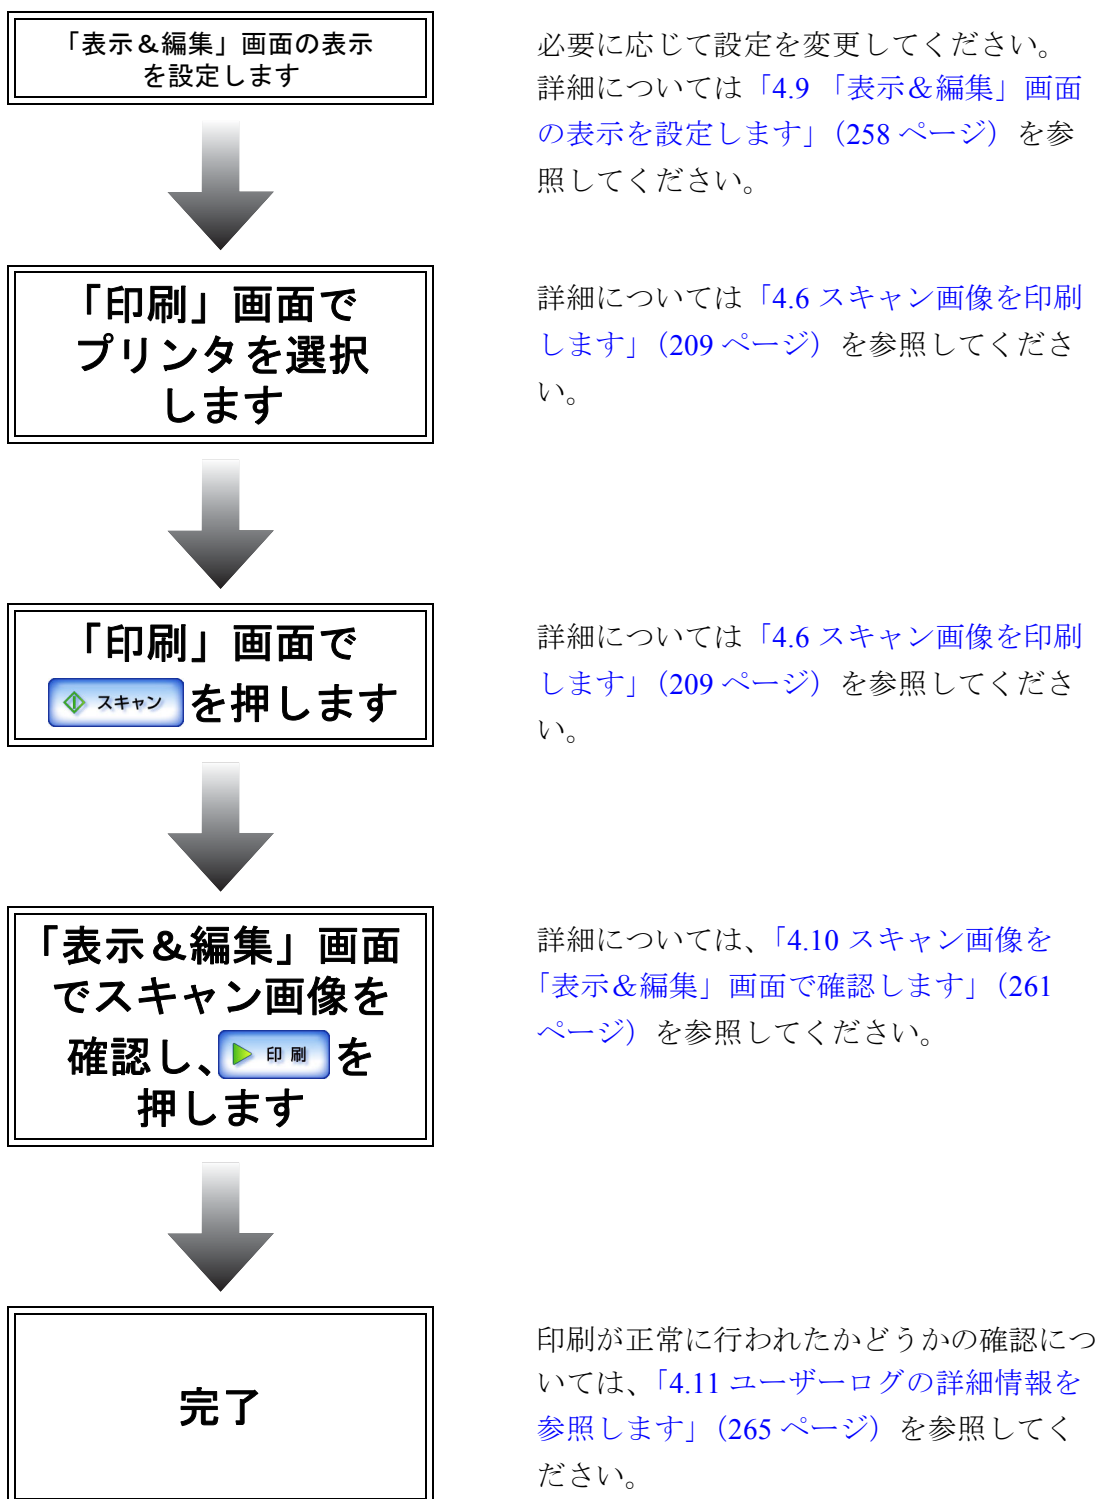 「表示＆編集」画面の表示
を設定します
必要に応じて設定を変更してください。
詳細については「4.9 「表示＆編集」画面
の表示を設定します」（258 ページ）を参
照してください。
「印刷」画面で
プリンタを選択
します
詳細については「4.6 スキャン画像を印刷
します」（209 ページ）を参照してくださ
い。
「印刷」画面で
スキャン を押します
詳細については「4.6 スキャン画像を印刷
します」（209 ページ）を参照してくださ
い。
「表示＆編集」画面
でスキャン画像を
確認し、印 刷 を
押します
詳細については、「4.10 スキャン画像を
「表示＆編集」画面で確認します」（261
ページ）を参照してください。
完了
印刷が正常に行われたかどうかの確認につ
いては、「4.11 ユーザーログの詳細情報を
参照します」（265 ページ）を参照してく
ださい。